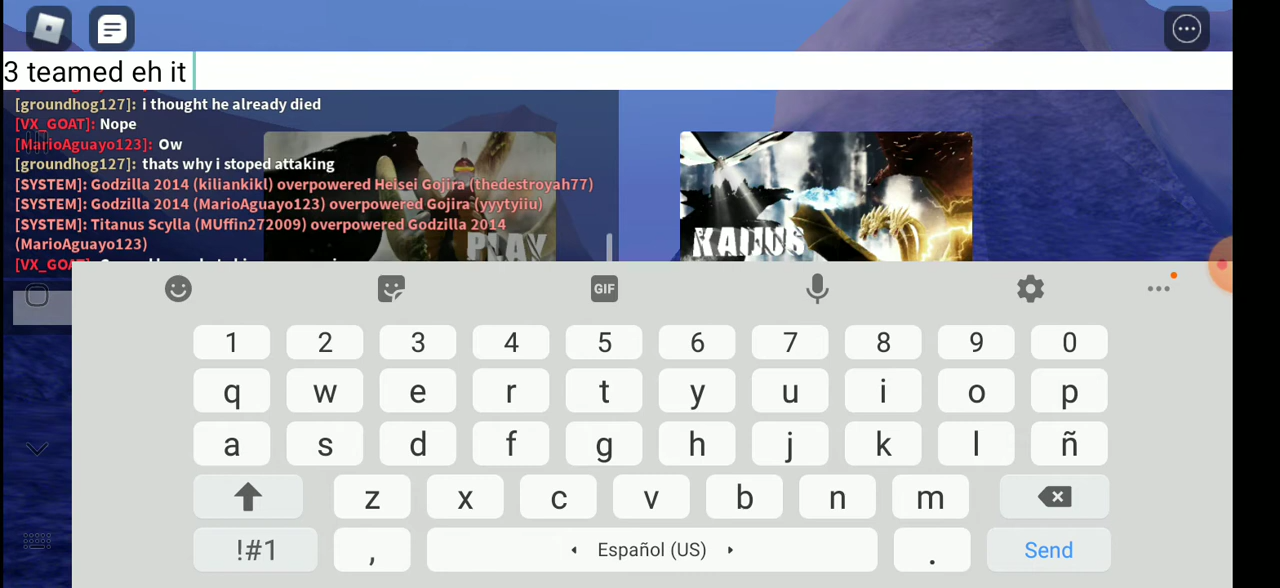 3 teamed eh it
[groundhog127]: i thought he already died
[VX_GOAT]: Nope
[MarioAguayo123]: Ow
[groundhog127]: thats why i stoped attaking
[SYSTEM]: Godzilla 2014 (kiliankikl) overpowered Heisei Gojira (thedestroyah77)
[SYSTEM]: Godzilla 2014 (MarioAguayo123) overpowered Gojira (yyytyiiu)
[SYSTEM]: Titanus Scylla (MUffin272009) overpowered Godzilla 2014
(MarioAguayo123)
[VX_GOAT]:
PLAY
KAIJUS
GIF
1 2 3 4 5 6 7 8 9 0
q w e r t y u i o p
a s d f g h j k l ñ
z x c v b n m
!#1 , Español (US) . Send